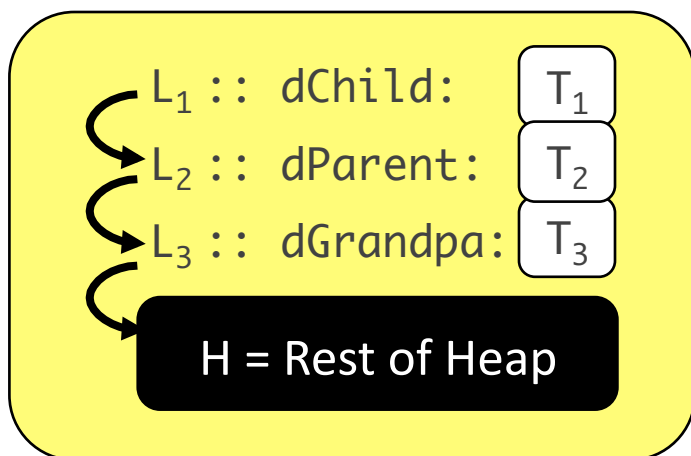 L₁ :: dChild: T₁
L₂ :: dParent: T₂
L₃ :: dGrandpa: T₃
H = Rest of Heap